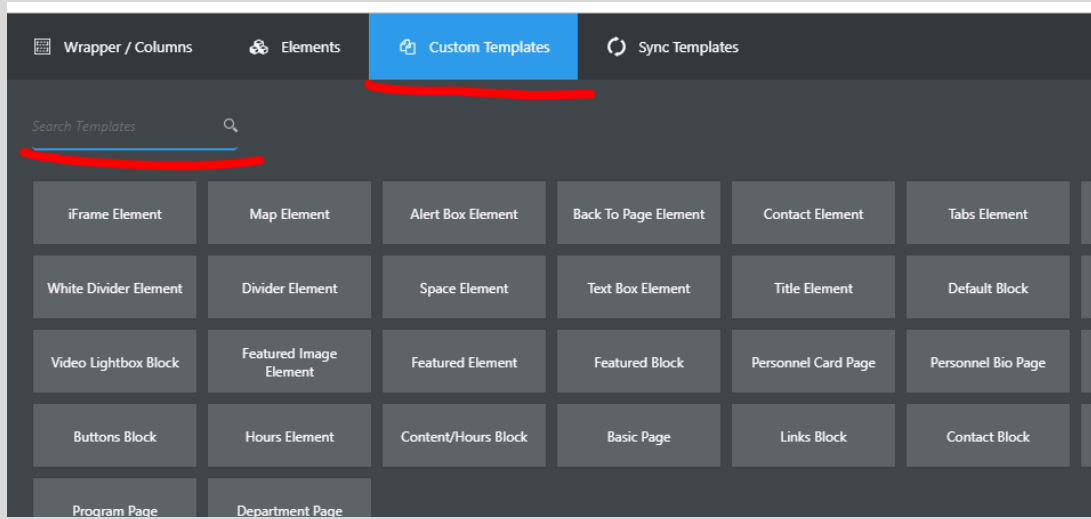 Wrapper / Columns
Elements
Custom Templates
Sync Templates
Search Templates
iFrame Element
Map Element
Alert Box Element
Back To Page Element
Contact Element
Tabs Element
White Divider Element
Divider Element
Space Element
Text Box Element
Title Element
Default Block
Video Lightbox Block
Featured Image
Element
Featured Element
Featured Block
Personnel Card Page
Personnel Bio Page
Buttons Block
Hours Element
Content/Hours Block
Basic Page
Links Block
Contact Block
Program Page
Department Page